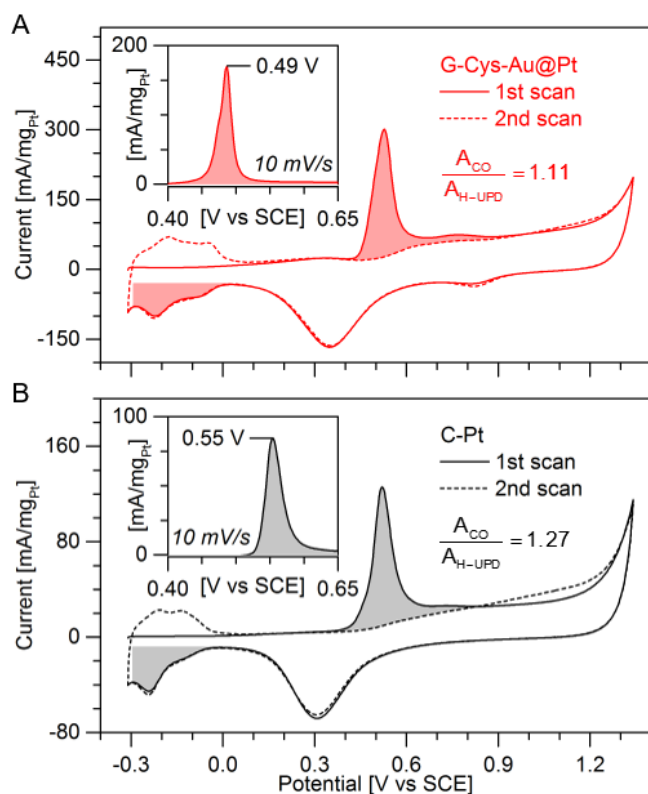 A
450
300
150
0
-150
Current [mA/mgPt]
200
0
[mA/mgPt]
0.49 V
10 mV/s
0.40 [V vs SCE] 0.65
G-Cys-Au@Pt
1st scan
2nd scan
ACO
AH-UPD
=1.11
B
160
80
0
-80
Current [mA/mgPt]
100
0
[mA/mgPt]
0.55 V
10 mV/s
0.40 [V vs SCE] 0.65
C-Pt
1st scan
2nd scan
ACO
AH-UPD
=1.27
-0.3 0.0 0.3 0.6 0.9 1.2
Potential [V vs SCE]